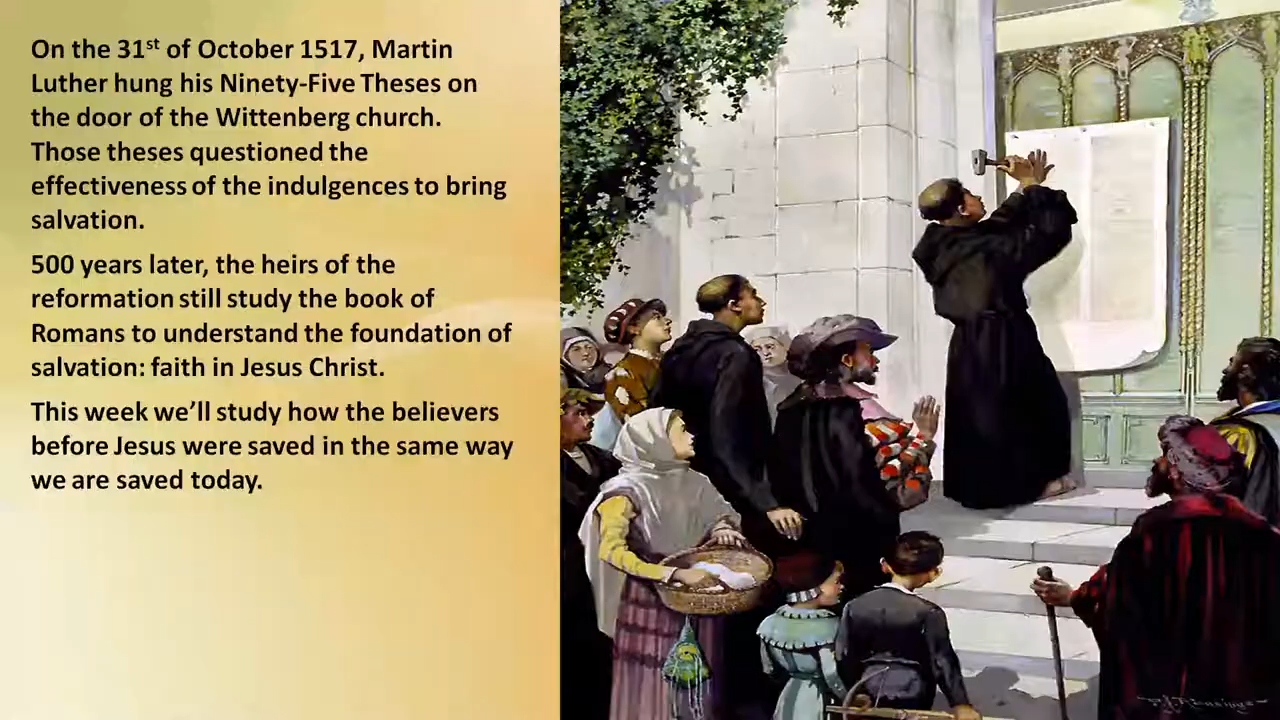 On the 31st of October 1517, Martin
Luther hung his Ninety-Five Theses on
the door of the Wittenberg church.
Those theses questioned the
effectiveness of the indulgences to bring
salvation.
500 years later, the heirs of the
reformation still study the book of
Romans to understand the foundation of
salvation: faith in Jesus Christ.
This week we’ll study how the believers
before Jesus were saved in the same way
we are saved today.